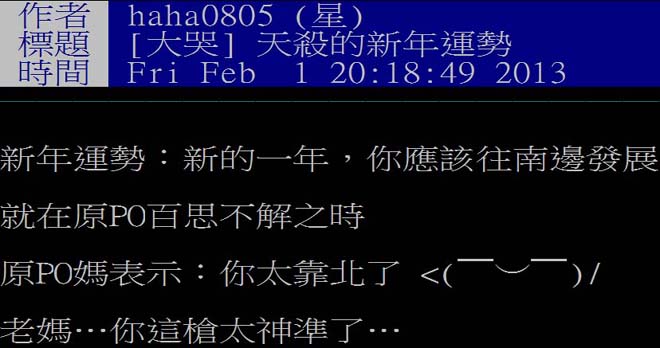 作者 haha0805 (星)
標題 [大哭] 天殺的新年運勢
時間 Fri Feb  1 20:18:49 2013
新年運勢：新的一年，你應該往南邊發展
就在原PO百思不解之時
原PO媽表示：你太靠北了 <(￣︶￣)/
老媽…你這槍太神準了…